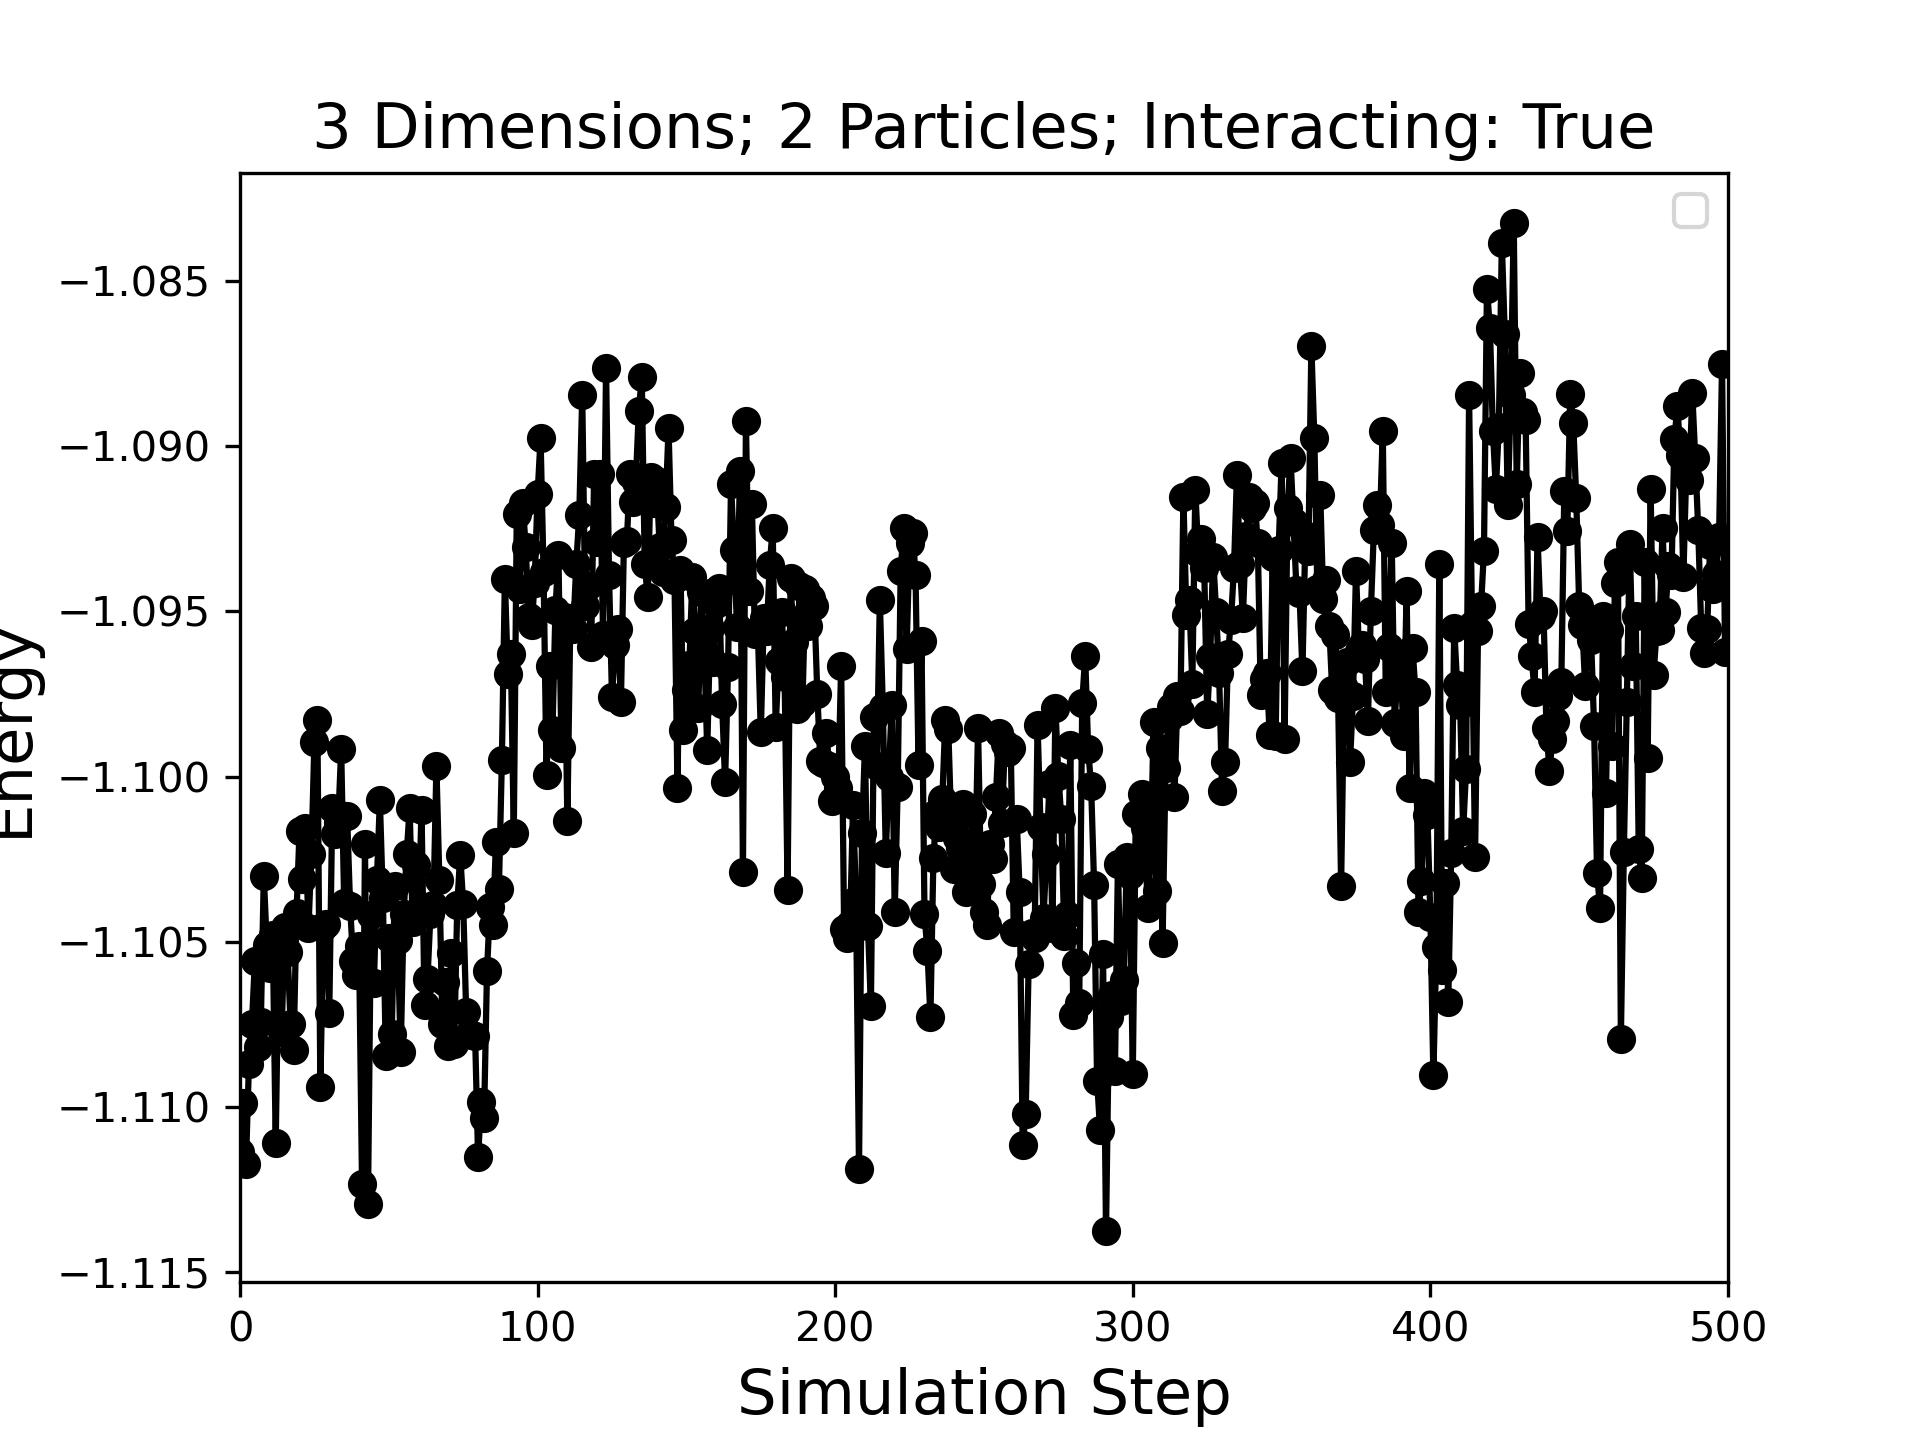 3 Dimensions; 2 Particles; Interacting: True
−1.085
−1.090
−1.095
−1.100
−1.105
−1.110
−1.115
Energy
0 100 200 300 400 500
Simulation Step